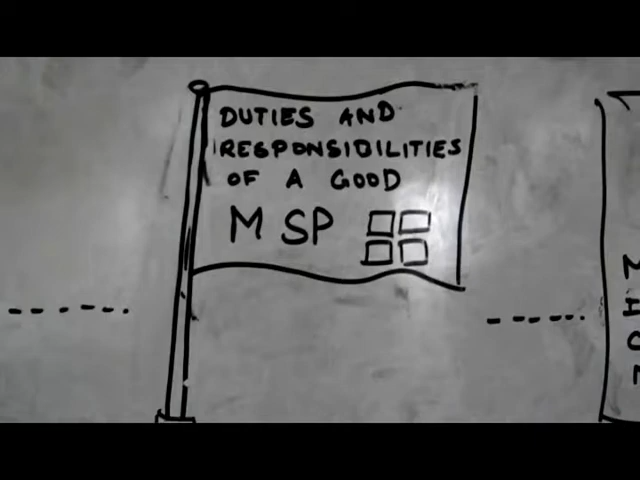 DUTIES AND
RESPONSIBILITIES
OF A GOOD
MSP